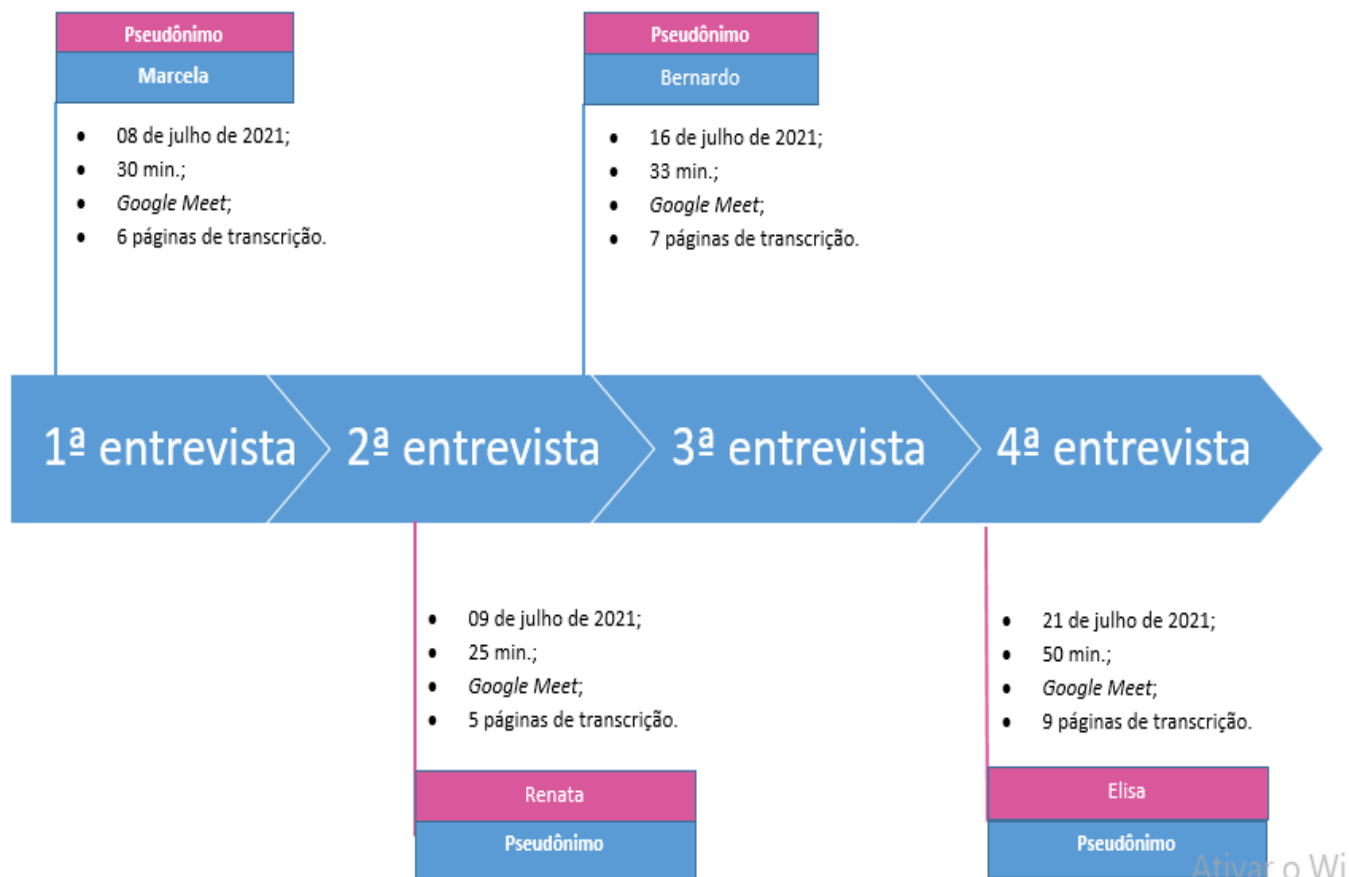 Pseudônimo
Marcela
• 08 de julho de 2021;
• 30 min.;
• Google Meet;
• 6 páginas de transcrição.
Pseudônimo
Bernardo
• 16 de julho de 2021;
• 33 min.;
• Google Meet;
• 7 páginas de transcrição.
1ª entrevista
2ª entrevista
3ª entrevista
4ª entrevista
• 09 de julho de 2021;
• 25 min.;
• Google Meet;
• 5 páginas de transcrição.
Renata
Pseudônimo
• 21 de julho de 2021;
• 50 min.;
• Google Meet;
• 9 páginas de transcrição.
Elisa
Pseudônimo
Ativar o Wi